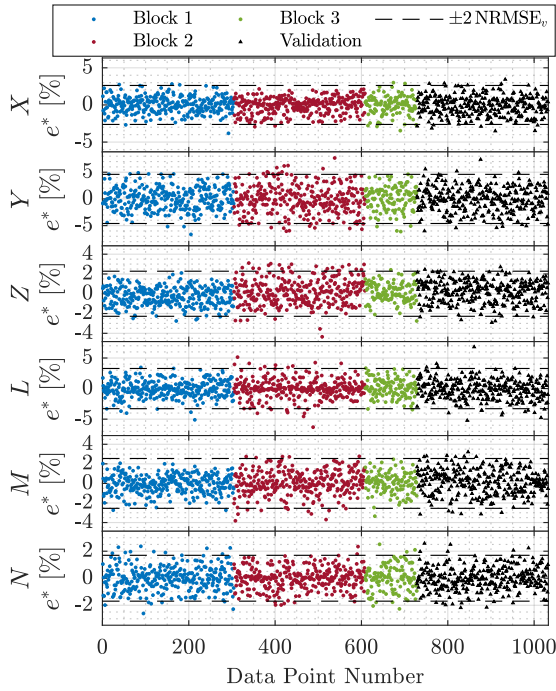 Block 1 Block 3 ±2 NRMSEᵥ
Block 2 Validation
X
e* [%]
5
0
-5
Y
e* [%]
5
0
-5
Z
e* [%]
4
2
0
-2
-4
L
e* [%]
5
0
-5
M
e* [%]
4
2
0
-2
-4
N
e* [%]
2
0
-2
0 200 400 600 800 1000
Data Point Number